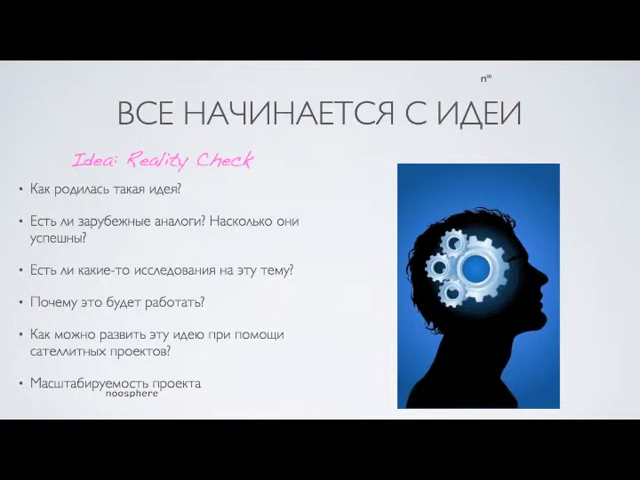 n∞
ВСЕ НАЧИНАЕТСЯ С ИДЕИ
Idea: Reality Check
• Как родилась такая идея?
• Есть ли зарубежные аналоги? Насколько они
успешны?
• Есть ли какие-то исследования на эту тему?
• Почему это будет работать?
• Как можно развить эту идею при помощи
сателлитных проектов?
• Масштабируемость проекта
noosphere